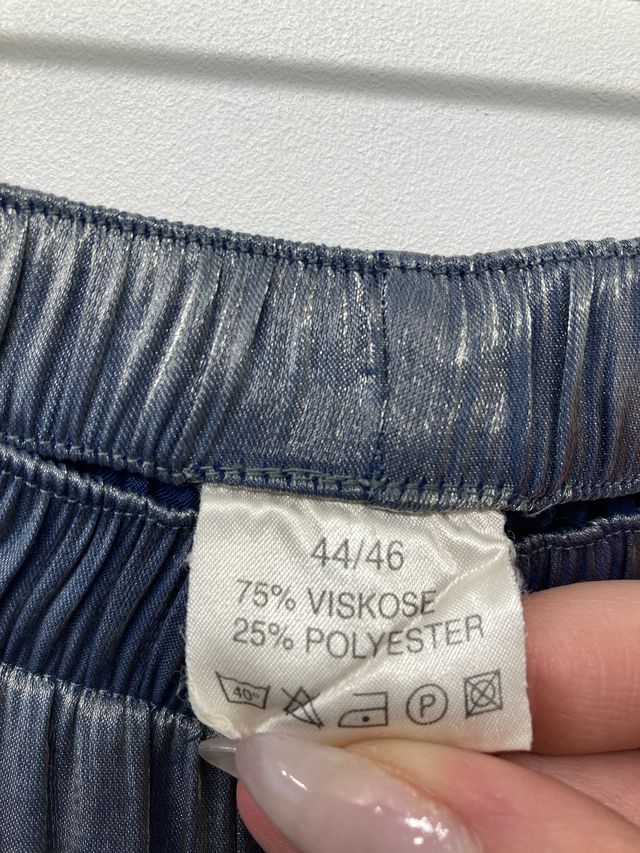 44/46
75% VISKOSE
25% POLYESTER
40° P